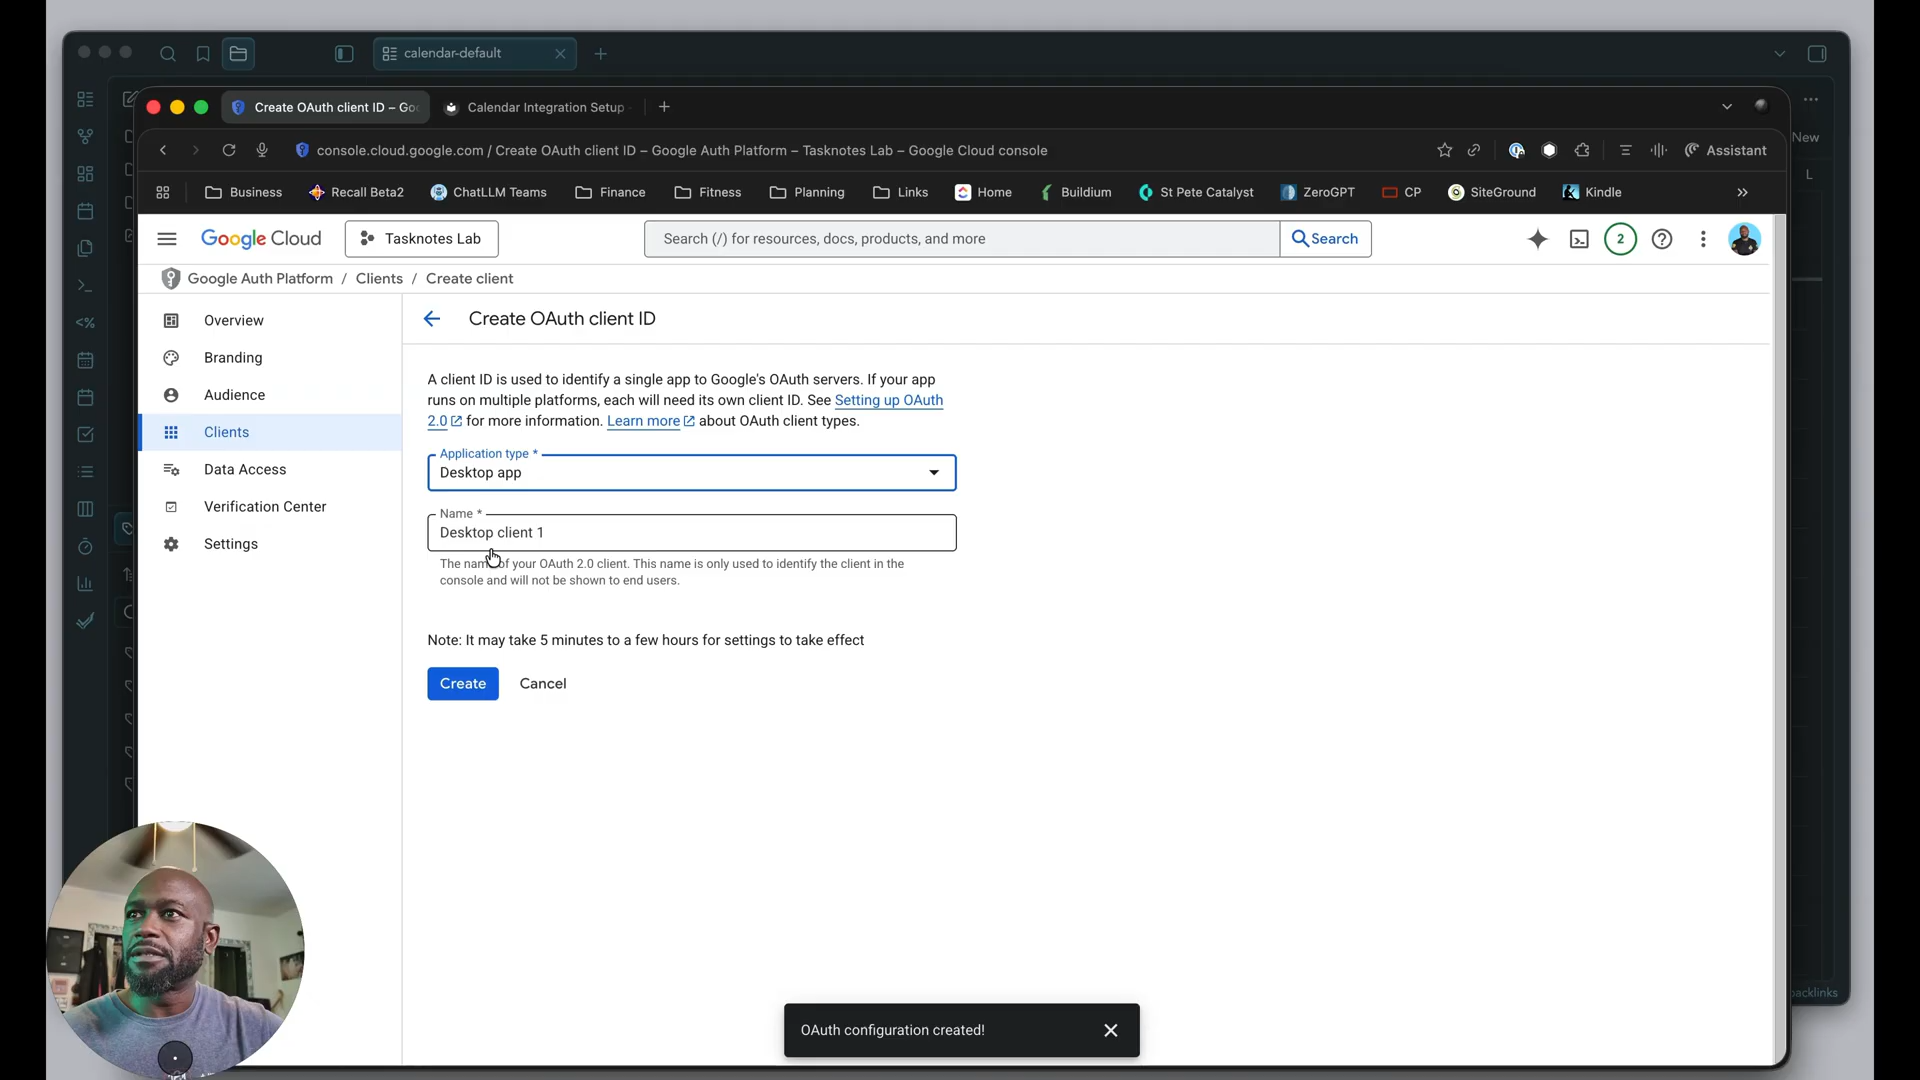 calendar-default
Create OAuth client ID – Go
Calendar Integration Setup
New
console.cloud.google.com / Create OAuth client ID – Google Auth Platform – Tasknotes Lab – Google Cloud console
Assistant
L
Business
Recall Beta2
ChatLLM Teams
Finance
Fitness
Planning
Links
Home
Buildium
St Pete Catalyst
ZeroGPT
CP
SiteGround
Kindle
Google Cloud
Tasknotes Lab
Search (/) for resources, docs, products, and more
Search
2
Google Auth Platform / Clients / Create client
Overview
Branding
Audience
Clients
Data Access
Verification Center
Settings
Create OAuth client ID
A client ID is used to identify a single app to Google's OAuth servers. If your app
runs on multiple platforms, each will need its own client ID. See Setting up OAuth
2.0 for more information. Learn more about OAuth client types.
Application type *
Desktop app
Name *
Desktop client 1
The name of your OAuth 2.0 client. This name is only used to identify the client in the
console and will not be shown to end users.
Note: It may take 5 minutes to a few hours for settings to take effect
Create
Cancel
backlinks
OAuth configuration created!